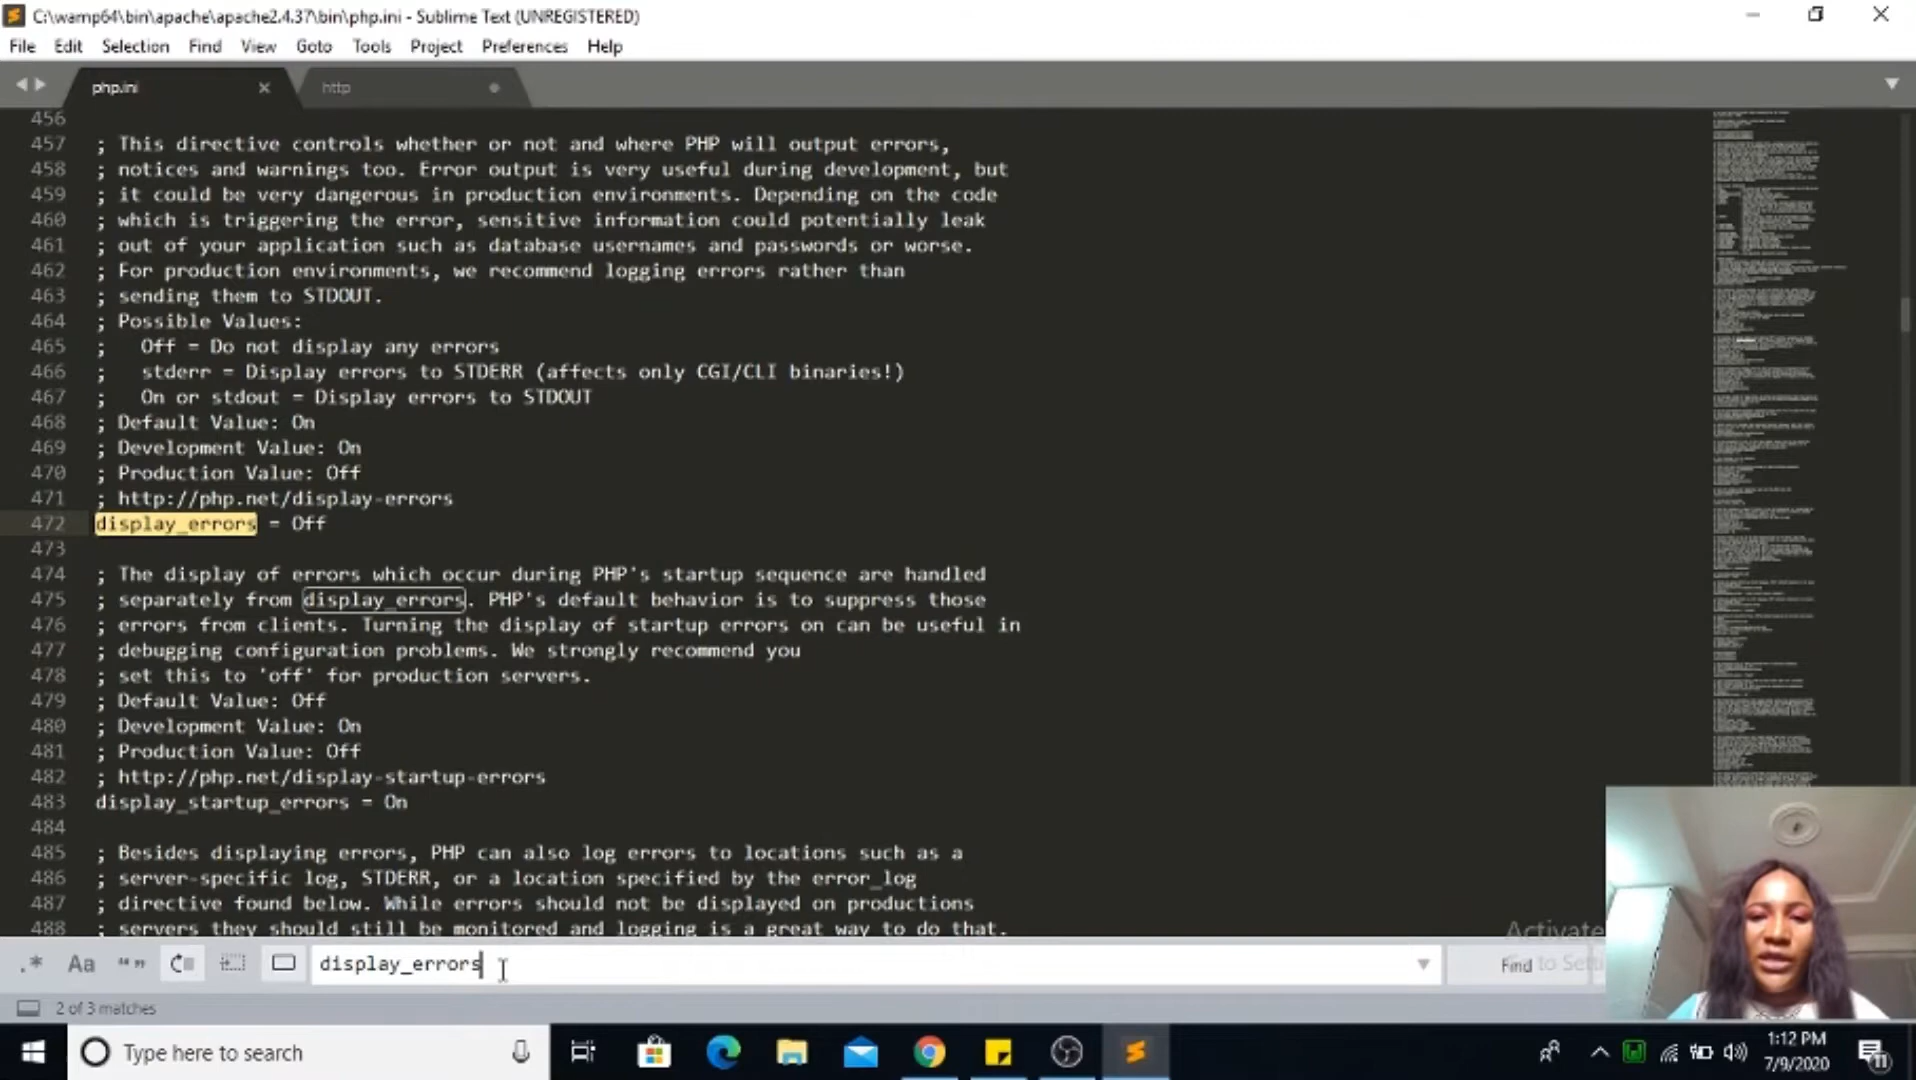 C:\wamp64\bin\apache\apache2.4.37\bin\php.ini - Sublime Text (UNREGISTERED)
File Edit Selection Find View Goto Tools Project Preferences Help
php.ini http
456
457 ; This directive controls whether or not and where PHP will output errors,
458 ; notices and warnings too. Error output is very useful during development, but
459 ; it could be very dangerous in production environments. Depending on the code
460 ; which is triggering the error, sensitive information could potentially leak
461 ; out of your application such as database usernames and passwords or worse.
462 ; For production environments, we recommend logging errors rather than
463 ; sending them to STDOUT.
464 ; Possible Values:
465 ;   Off = Do not display any errors
466 ;   stderr = Display errors to STDERR (affects only CGI/CLI binaries!)
467 ;   On or stdout = Display errors to STDOUT
468 ; Default Value: On
469 ; Development Value: On
470 ; Production Value: Off
471 ; http://php.net/display-errors
472 display_errors = Off
473
474 ; The display of errors which occur during PHP's startup sequence are handled
475 ; separately from display_errors. PHP's default behavior is to suppress those
476 ; errors from clients. Turning the display of startup errors on can be useful in
477 ; debugging configuration problems. We strongly recommend you
478 ; set this to 'off' for production servers.
479 ; Default Value: Off
480 ; Development Value: On
481 ; Production Value: Off
482 ; http://php.net/display-startup-errors
483 display_startup_errors = On
484
485 ; Besides displaying errors, PHP can also log errors to locations such as a
486 ; server-specific log, STDERR, or a location specified by the error_log
487 ; directive found below. While errors should not be displayed on productions
488 ; servers they should still be monitored and logging is a great way to do that.
Activate
.* Aa “” display_errors Find to
2 of 3 matches
Type here to search
1:12 PM
7/9/2020
11